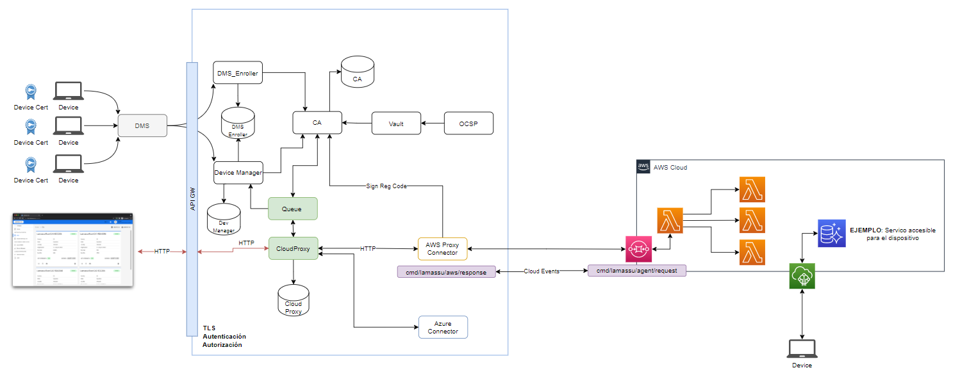 DMS_Enroller
CA
Device Cert
Device
DMS
Enroller
CA
Vault
OCSP
Device Cert
Device
DMS
Device Cert
Device
Device Manager
API GW
Sign Reg Code
aws
AWS Cloud
Queue
Dev
Manager
HTTP
HTTP
CloudProxy
HTTP
AWS Proxy
Connector
EJEMPLO: Servico accesible
para el dispositivo
cmd/lamassu/aws/response
Cloud Events
cmd/lamassu/agent/request
Cloud
Proxy
TLS
Autenticación
Autorización
Azure
Connector
Device